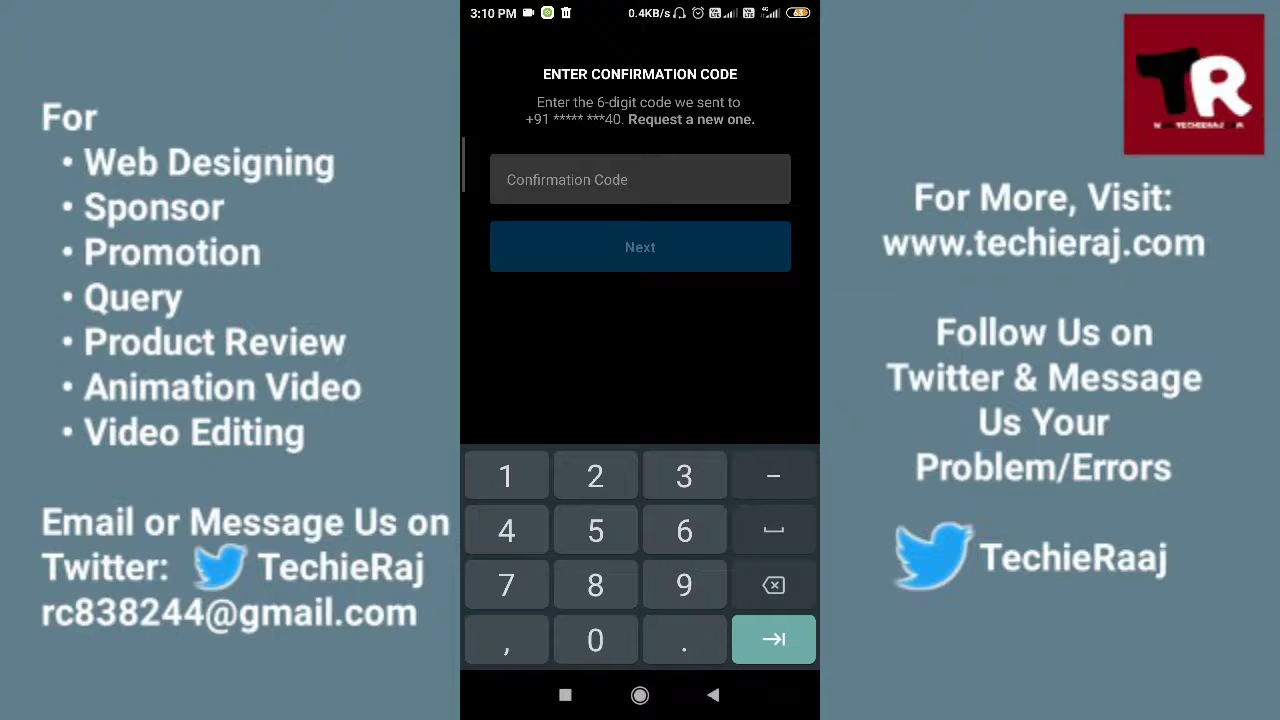 For
• Web Designing
• Sponsor
• Promotion
• Query
• Product Review
• Animation Video
• Video Editing
Email or Message Us on
Twitter: TechieRaj
rc838244@gmail.com
3:10 PM 0.4KB/s 4G 63
ENTER CONFIRMATION CODE
Enter the 6-digit code we sent to
+91 ***** ***40. Request a new one.
Confirmation Code
Next
1 2 3 –
4 5 6
7 8 9
, 0 .
TR
For More, Visit:
www.techieraj.com
Follow Us on
Twitter & Message
Us Your
Problem/Errors
TechieRaaj